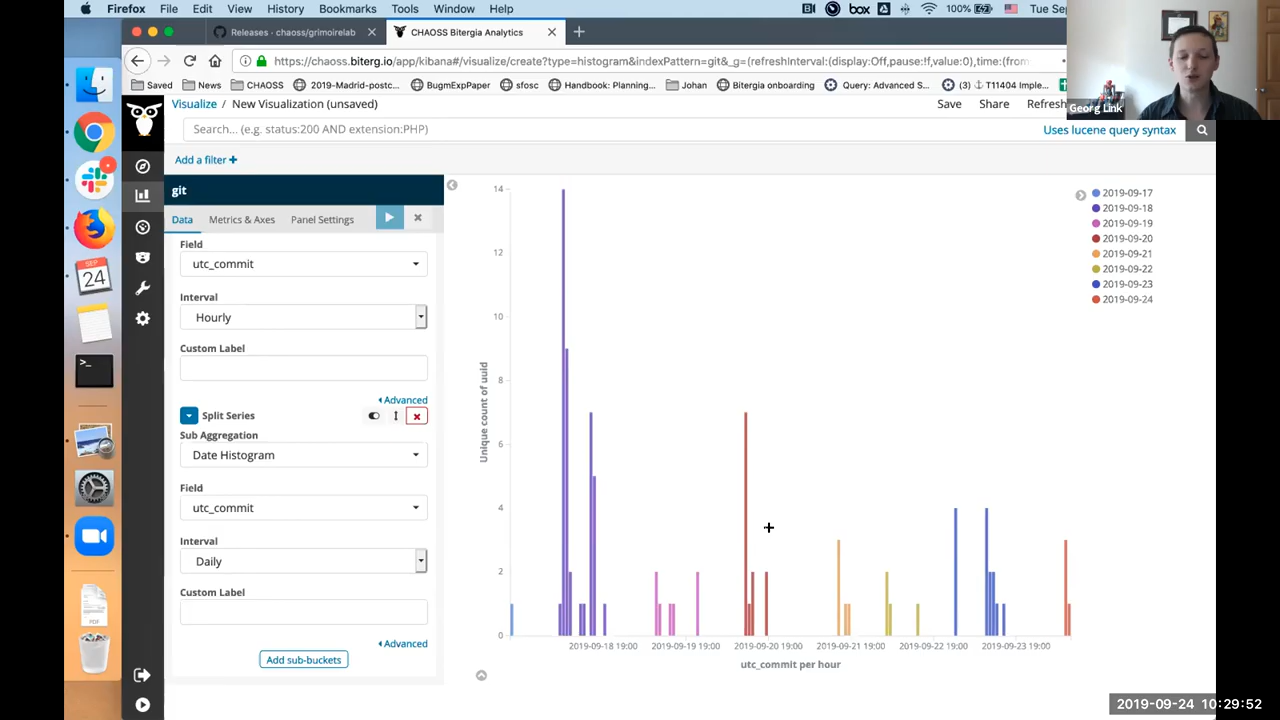 Firefox File Edit View History Bookmarks Tools Window Help
box 100% Tue Sep
Releases · chaoss/grimoirelab
CHAOSS Bitergia Analytics
https://chaoss.biterg.io/app/kibana#/visualize/create?type=histogram&indexPattern=git&_g=(refreshInterval:(display:Off,pause:!f,value:0),time:(from
Saved Nuvens CHAOSS 2019-Madrid-postc... BugmExpPaper sfosc Handbook: Planning... Johan Bitergia onboarding Query: Advanced S... (3) T11404 Imple...
Georg Link
Visualize / New Visualization (unsaved)
Save Share Refresh
Search... (e.g. status:200 AND extension:PHP)
Uses lucene query syntax
Add a filter +
git
Data Metrics & Axes Panel Settings
Field
utc_commit
Interval
Hourly
Custom Label
Advanced
Split Series
Sub Aggregation
Date Histogram
Field
utc_commit
Interval
Daily
Custom Label
Advanced
Add sub-buckets
SEP
24
PDF
14
12
10
8
6
4
2
0
Unique count of uuid
2019-09-18 19:00
2019-09-19 19:00
2019-09-20 19:00
2019-09-21 19:00
2019-09-22 19:00
2019-09-23 19:00
utc_commit per hour
2019-09-17
2019-09-18
2019-09-19
2019-09-20
2019-09-21
2019-09-22
2019-09-23
2019-09-24
2019-09-24 10:29:52